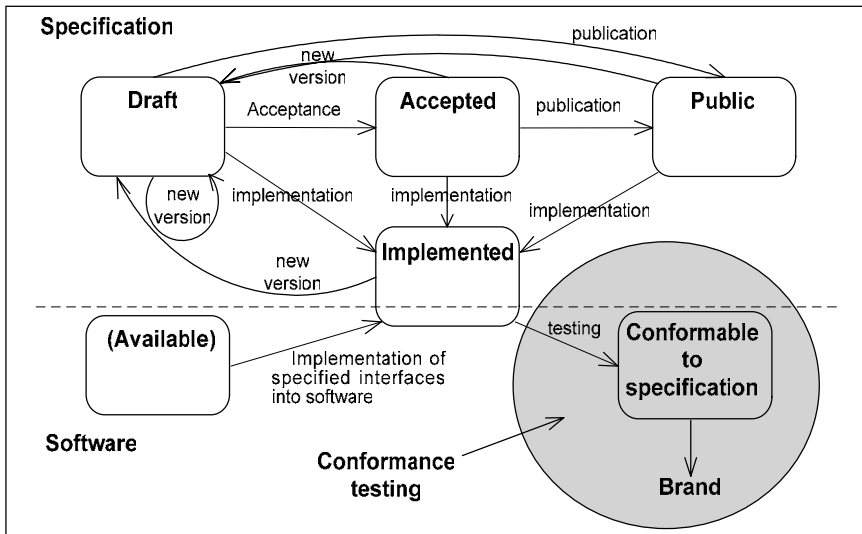 Specification
publication
new
version
Draft
Acceptance
Accepted
publication
Public
new
version
implementation
implementation
implementation
new
version
Implemented
(Available)
Implementation of
specified interfaces
into software
testing
Conformable
to
specification
Software
Conformance
testing
Brand